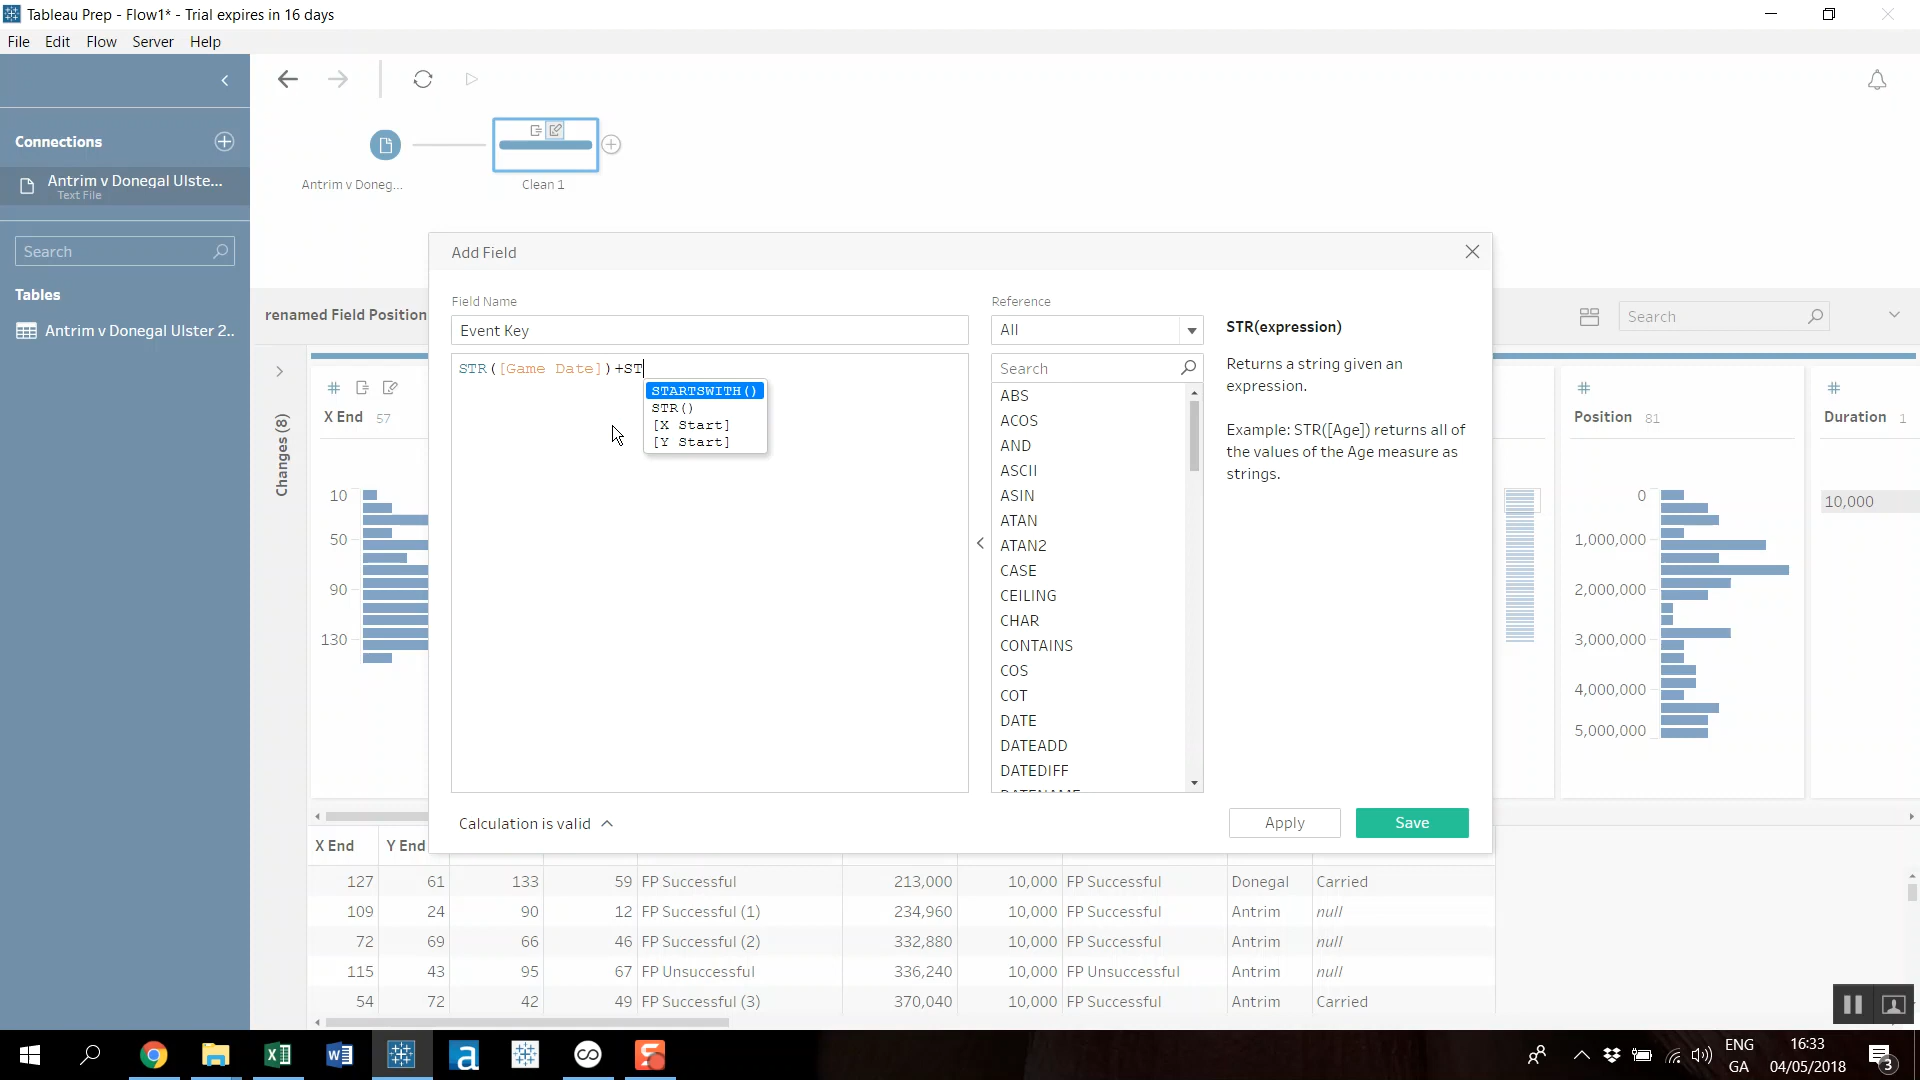 Tableau Prep - Flow1* - Trial expires in 16 days
File Edit Flow Server Help
Connections
Antrim v Donegal Ulste...
Text File
Search
Tables
Antrim v Donegal Ulster 2..
Antrim v Doneg...
Clean 1
renamed Field Position
Search
Changes (8)
X End 57
10
50
90
130
Add Field
Field Name
Event Key
STR([Game Date])+ST
STARTSWITH()
STR()
[X Start]
[Y Start]
Reference
All
Search
ABS
ACOS
AND
ASCII
ASIN
ATAN
ATAN2
CASE
CEILING
CHAR
CONTAINS
COS
COT
DATE
DATEADD
DATEDIFF
DATENAME
STR(expression)
Returns a string given an
expression.
Example: STR([Age]) returns all of
the values of the Age measure as
strings.
Calculation is valid
Apply
Save
Position 81
0
1,000,000
2,000,000
3,000,000
4,000,000
5,000,000
Duration 1
10,000
X End Y End
127 61 133 59 FP Successful 213,000 10,000 FP Successful Donegal Carried
109 24 90 12 FP Successful (1) 234,960 10,000 FP Successful Antrim null
72 69 66 46 FP Successful (2) 332,880 10,000 FP Successful Antrim null
115 43 95 67 FP Unsuccessful 336,240 10,000 FP Unsuccessful Antrim null
54 72 42 49 FP Successful (3) 370,040 10,000 FP Successful Antrim Carried
ENG
GA
16:33
04/05/2018
3